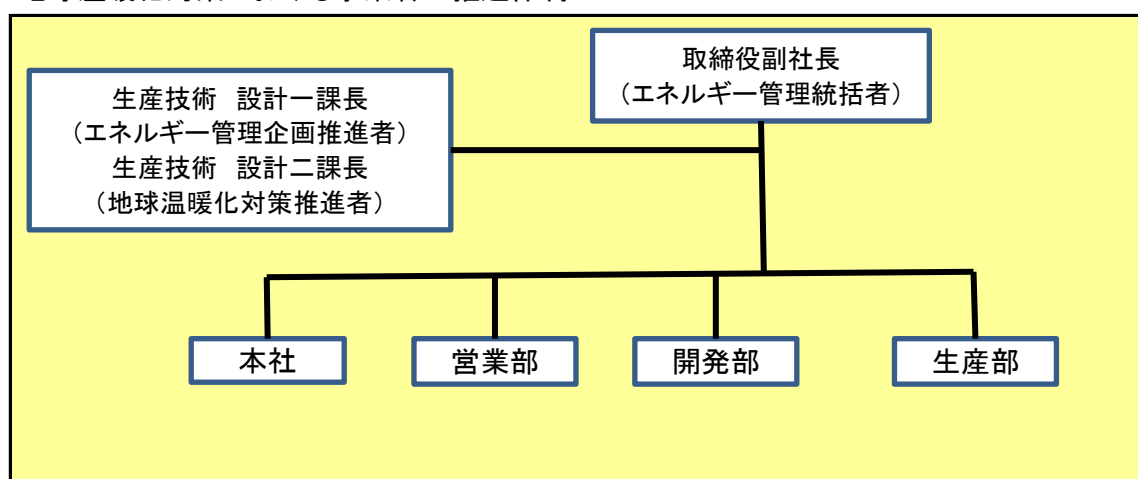 取締役副社長
（エネルギー管理統括者）
生産技術　設計一課長
（エネルギー管理企画推進者）
生産技術　設計二課長
（地球温暖化対策推進者）
本社
営業部
開発部
生産部